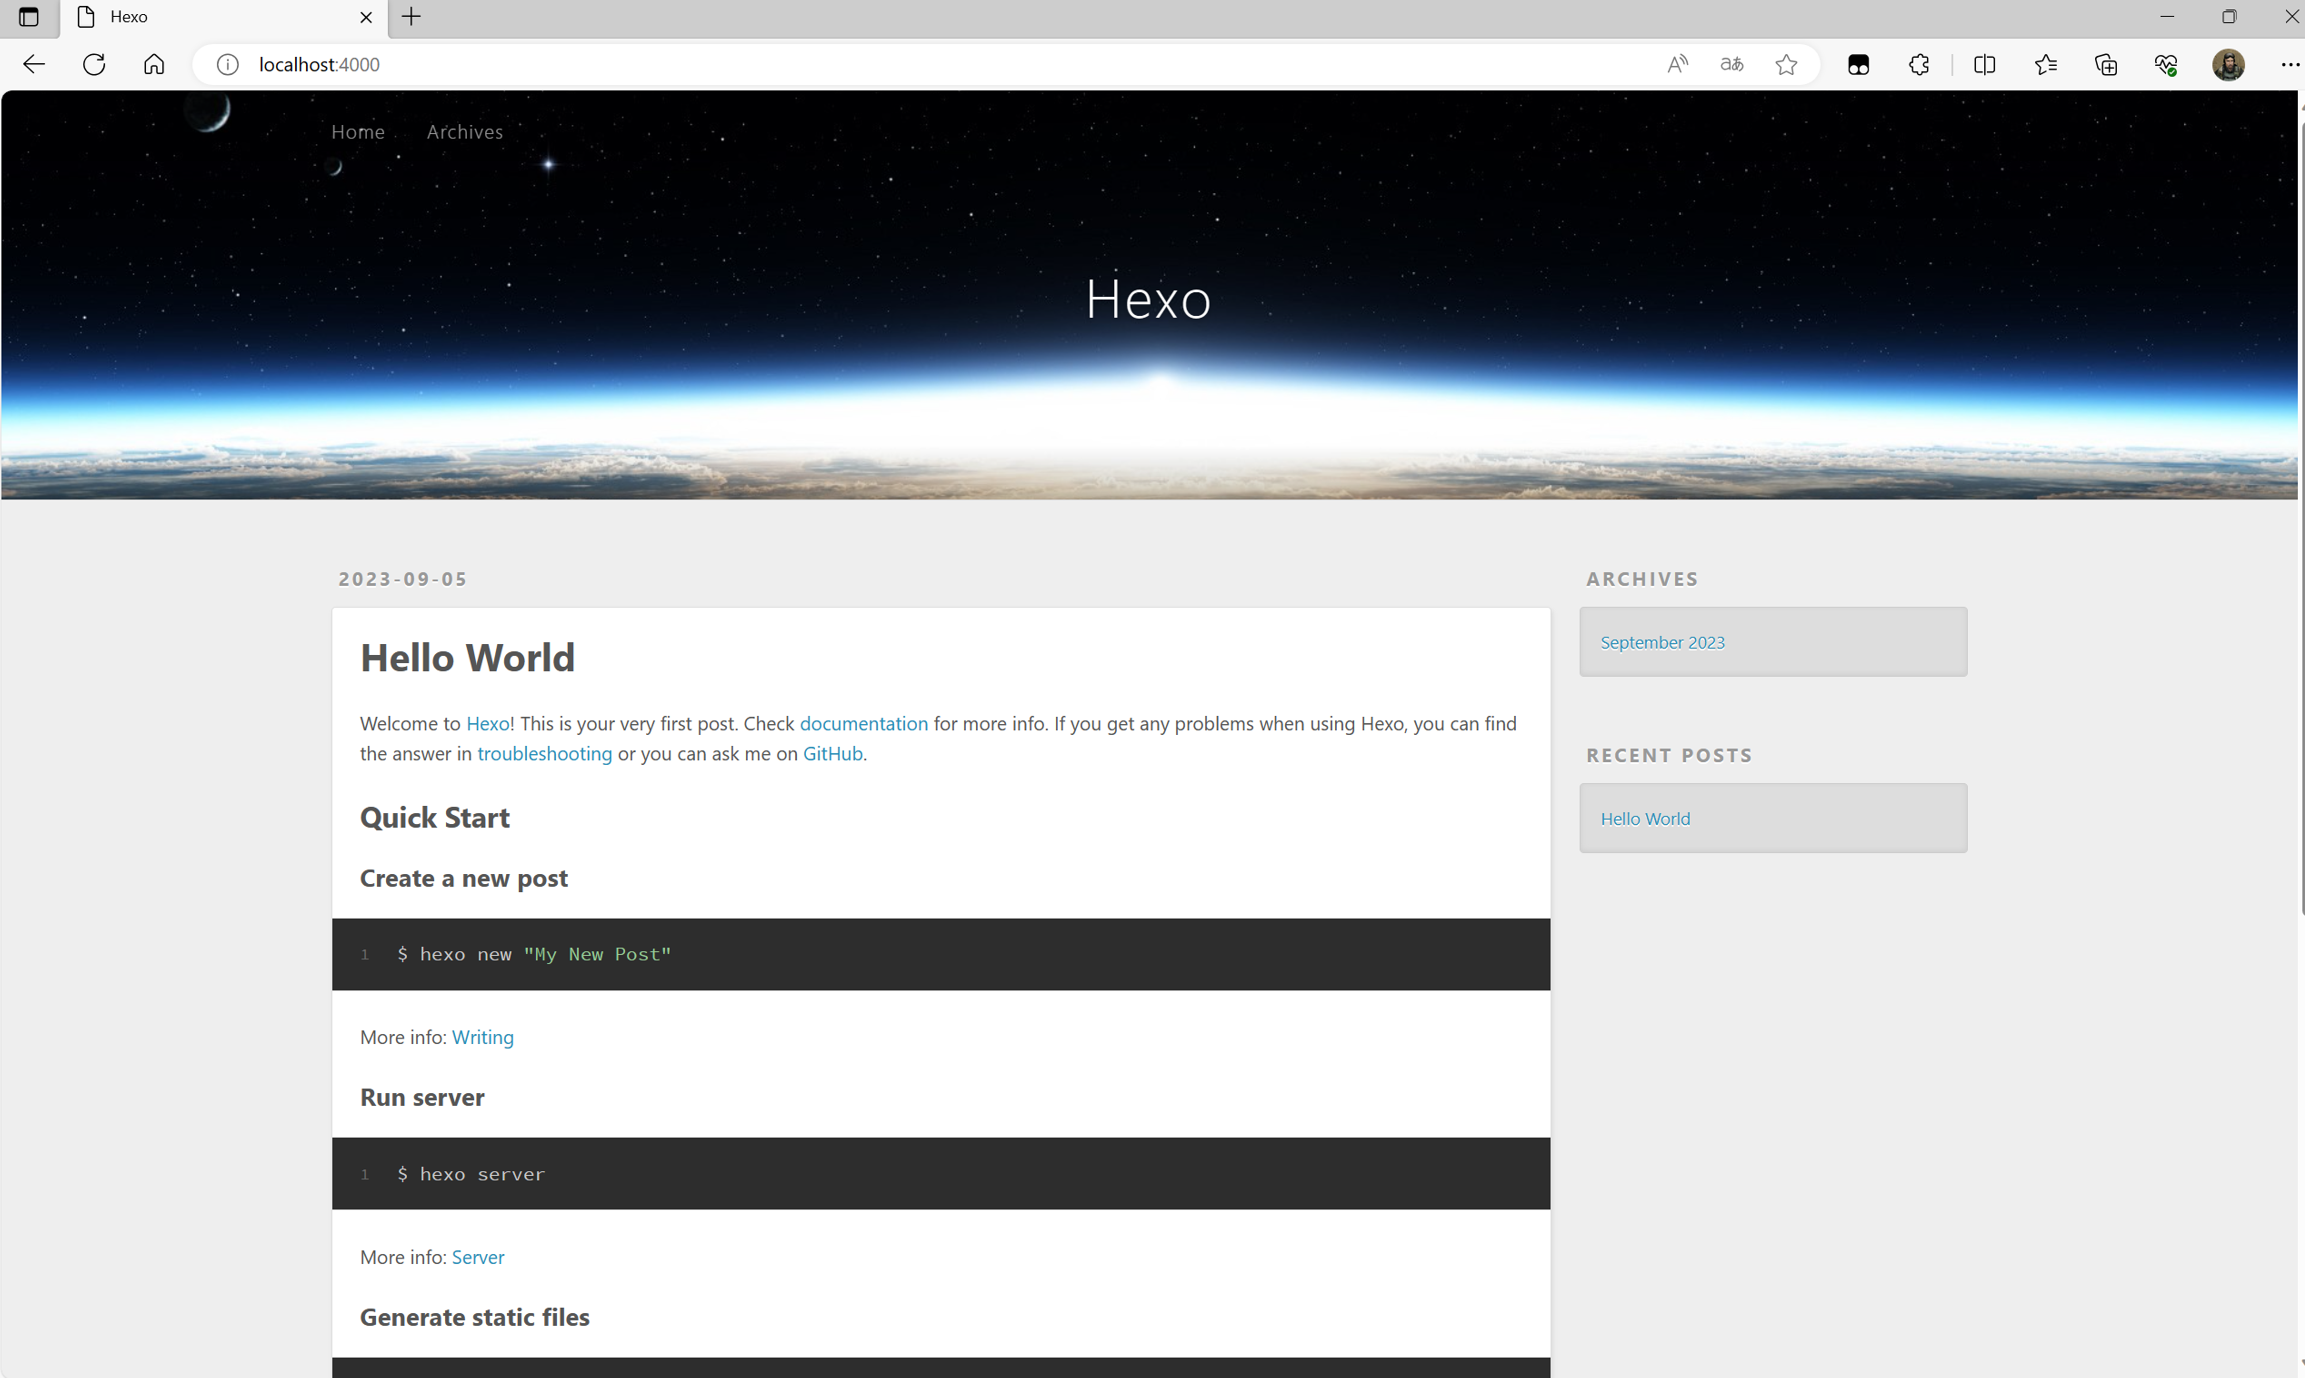 Hexo
localhost:4000
aあ
Home Archives
Hexo
2023-09-05
Hello World
Welcome to Hexo! This is your very first post. Check documentation for more info. If you get any problems when using Hexo, you can find
the answer in troubleshooting or you can ask me on GitHub.
Quick Start
Create a new post
1 $ hexo new "My New Post"
More info: Writing
Run server
1 $ hexo server
More info: Server
Generate static files
ARCHIVES
September 2023
RECENT POSTS
Hello World